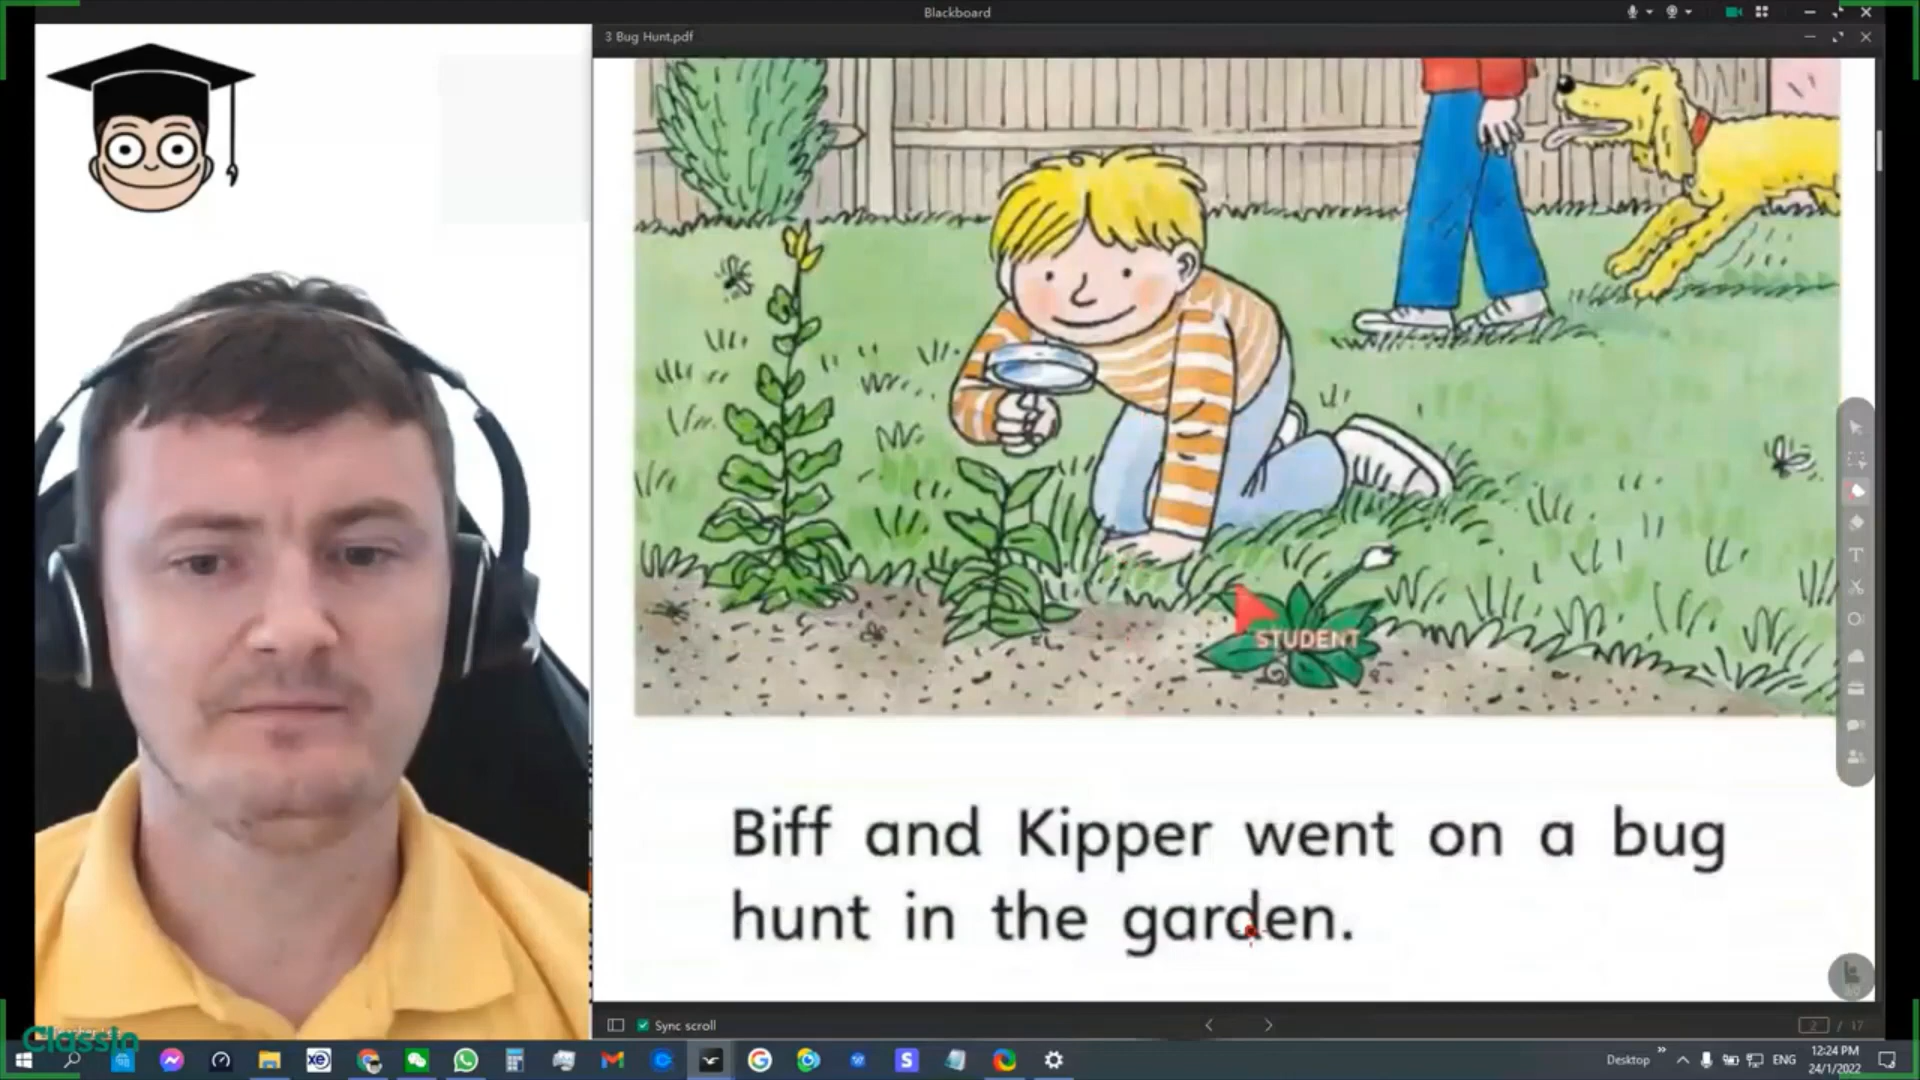 Blackboard
3 Bug Hunt.pdf
STUDENT
Biff and Kipper went on a bug
hunt in the garden.
Sync scroll
2 / 17
ClassIn
xe
S
Desktop
ENG
12:24 PM
24/1/2022